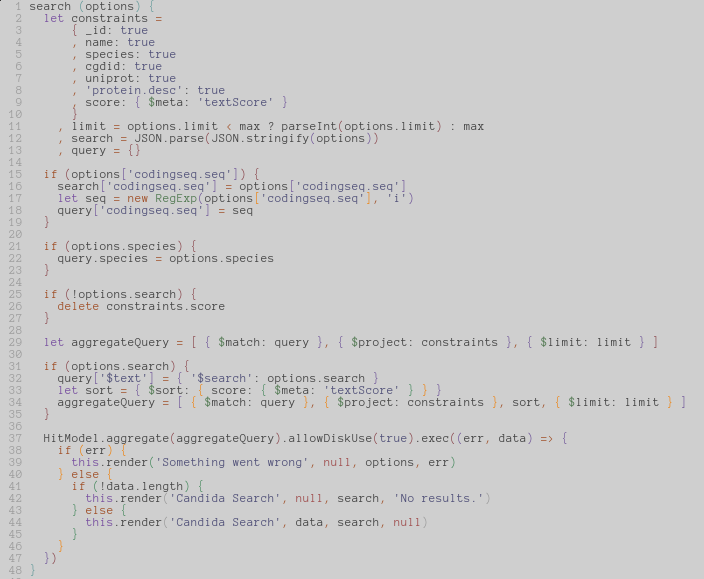 1 search (options) {
2   let constraints =
3       { _id: true
4       , name: true
5       , species: true
6       , cgdid: true
7       , uniprot: true
8       , 'protein.desc': true
9       , score: { $meta: 'textScore' }
10       }
11     , limit = options.limit < max ? parseInt(options.limit) : max
12     , search = JSON.parse(JSON.stringify(options))
13     , query = {}
14
15   if (options['codingseq.seq']) {
16     search['codingseq.seq'] = options['codingseq.seq']
17     let seq = new RegExp(options['codingseq.seq'], 'i')
18     query['codingseq.seq'] = seq
19   }
20
21   if (options.species) {
22     query.species = options.species
23   }
24
25   if (!options.search) {
26     delete constraints.score
27   }
28
29   let aggregateQuery = [ { $match: query }, { $project: constraints }, { $limit: limit } ]
30
31   if (options.search) {
32     query['$text'] = { '$search': options.search }
33     let sort = { $sort: { score: { $meta: 'textScore' } } }
34     aggregateQuery = [ { $match: query }, { $project: constraints }, sort, { $limit: limit } ]
35   }
36
37   HitModel.aggregate(aggregateQuery).allowDiskUse(true).exec((err, data) => {
38     if (err) {
39       this.render('Something went wrong', null, options, err)
40     } else {
41       if (!data.length) {
42         this.render('Candida Search', null, search, 'No results.')
43       } else {
44         this.render('Candida Search', data, search, null)
45       }
46     }
47   })
48 }